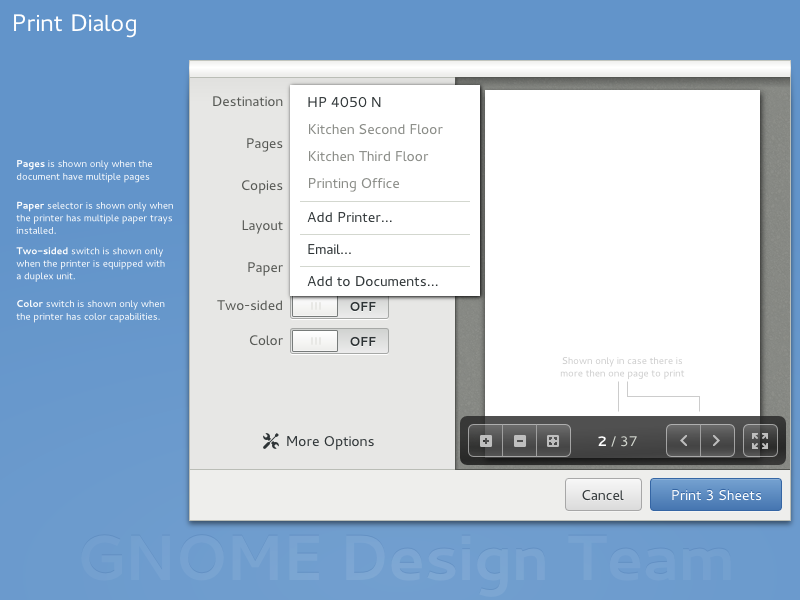 Print Dialog
Pages is shown only when the
document have multiple pages
Paper selector is shown only when
the printer has multiple paper trays
installed.
Two-sided switch is shown only
when the printer is equipped with
a duplex unit.
Color switch is shown only when
the printer has color capabilities.
Destination
Pages
Copies
Layout
Paper
Two-sided
OFF
Color
OFF
HP 4050 N
Kitchen Second Floor
Kitchen Third Floor
Printing Office
Add Printer...
Email...
Add to Documents...
More Options
Shown only in case there is
more then one page to print
2 / 37
Cancel
Print 3 Sheets
GNOME Design Team